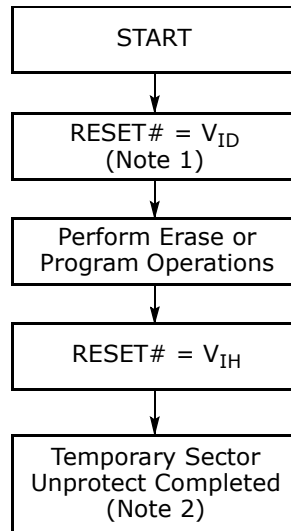 START
RESET# = VID
(Note 1)
Perform Erase or
Program Operations
RESET# = VIH
Temporary Sector
Unprotect Completed
(Note 2)